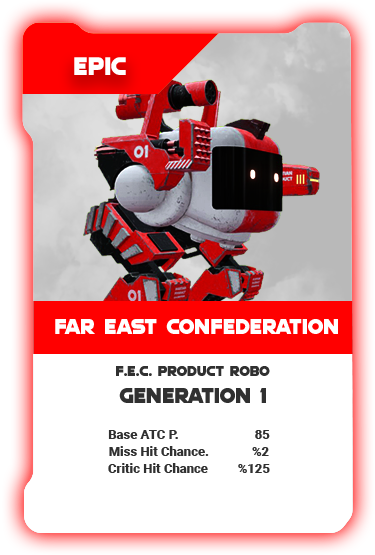 EPIC
01
01
FAR EAST CONFEDERATION
F.E.C. PRODUCT ROBO
GENERATION 1
Base ATC P. 85
Miss Hit Chance. %2
Critic Hit Chance %125